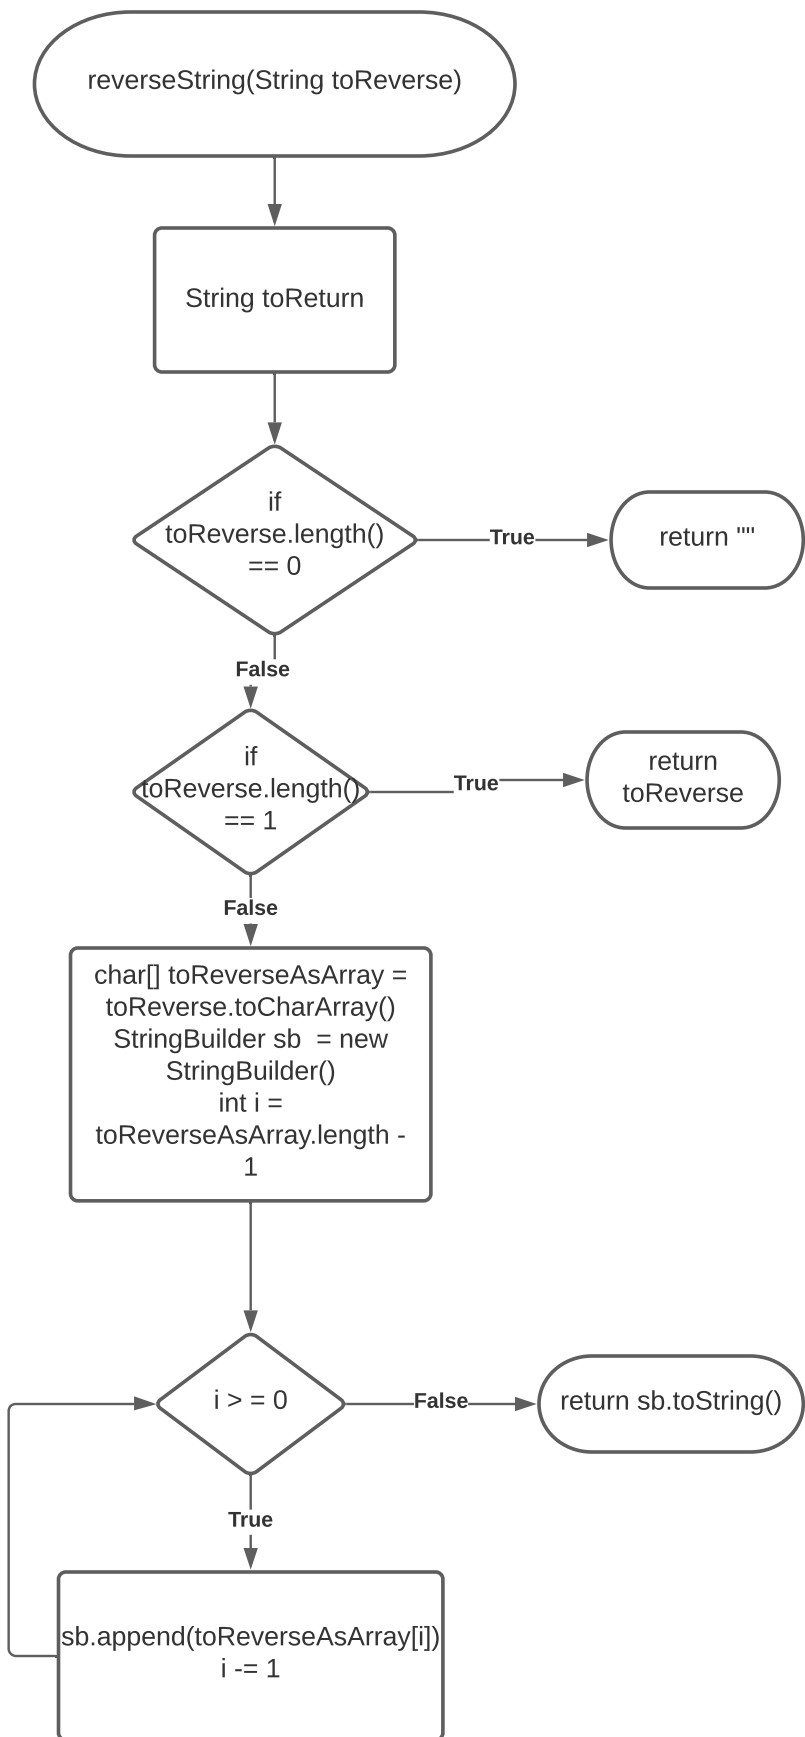 reverseString(String toReverse)
String toReturn
if
toReverse.length()
== 0
True
return ""
False
if
toReverse.length()
== 1
True
return
toReverse
False
char[] toReverseAsArray =
toReverse.toCharArray()
StringBuilder sb  = new
StringBuilder()
int i =
toReverseAsArray.length -
1
i > = 0
False
return sb.toString()
True
sb.append(toReverseAsArray[i])
i -= 1